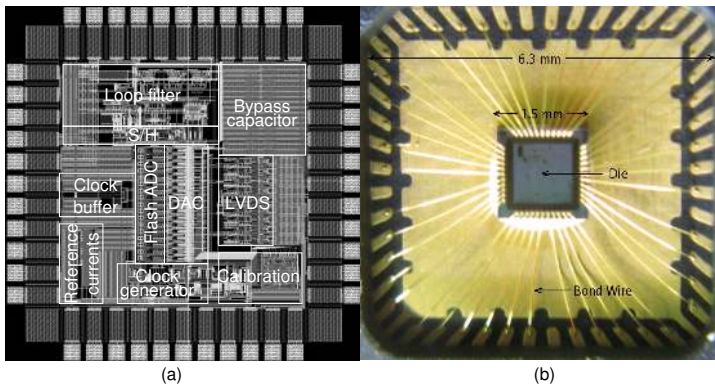 Loop filter
Bypass
capacitor
S/H
Clock
buffer
Flash ADC
DAC
LVDS
Reference
currents
Clock
generator
Calibration
(a)
6.3 mm
1.5 mm
Die
Bond Wire
(b)